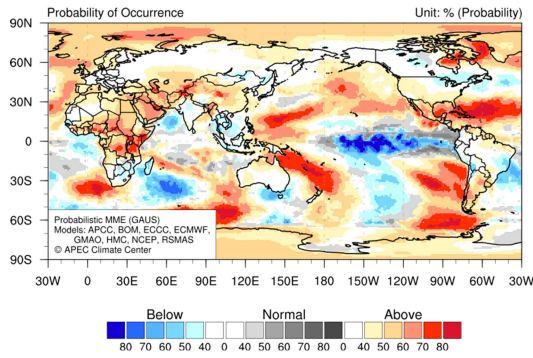 Probability of Occurrence Unit: % (Probability)
90N
60N
30N
0
30S
60S
90S
Probabilistic MME (GAUS)
Models: APCC, BOM, ECCC, ECMWF,
GMAO, HMC, NCEP, RSMAS
© APEC Climate Center
30W 0 30E 60E 90E 120E 150E 180 150W 120W 90W 60W 30W
Below Normal Above
80 70 60 50 40 0 40 50 60 70 80 0 40 50 60 70 80